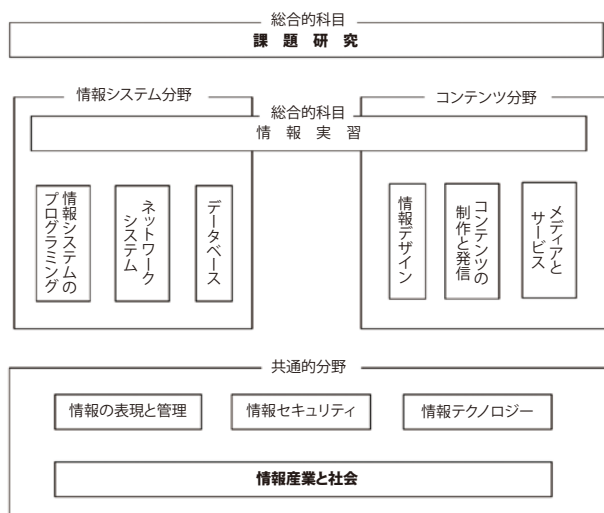 総合的科目
課題研究
情報システム分野
コンテンツ分野
総合的科目
情報実習
情報システムの
プログラミング
ネットワーク
システム
データベース
情報デザイン
コンテンツの
制作と発信
メディアと
サービス
共通的分野
情報の表現と管理
情報セキュリティ
情報テクノロジー
情報産業と社会